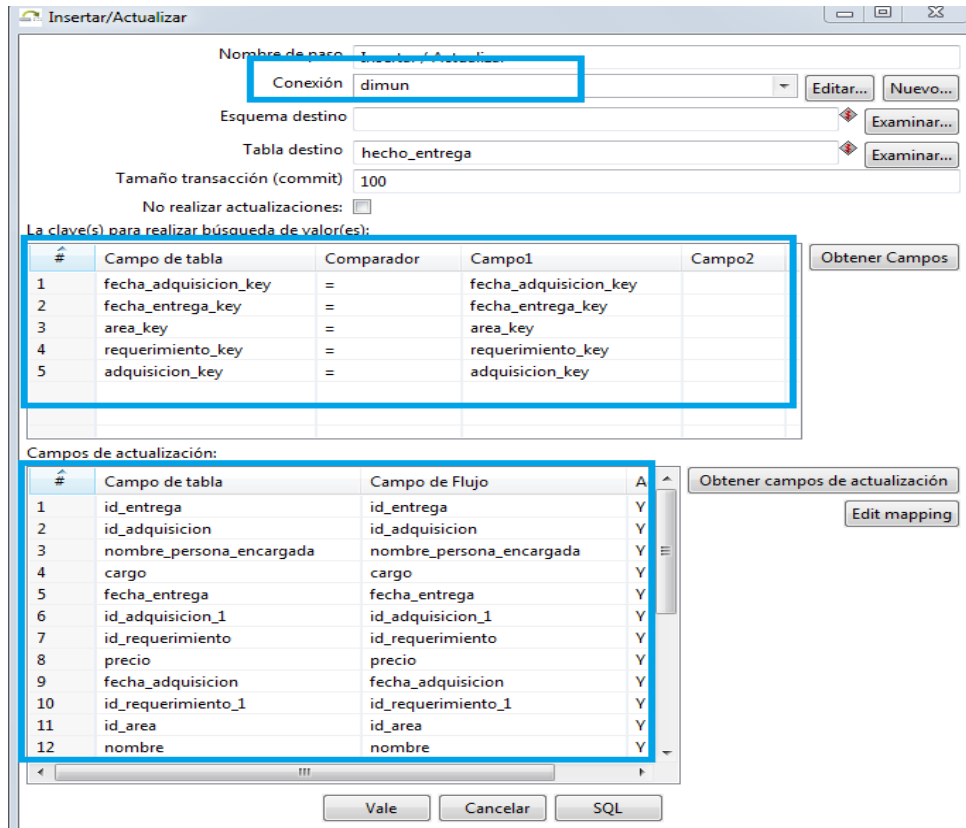 Insertar/Actualizar
Nombre de paso Insertar / Actualizar
Conexión dimun Editar... Nuevo...
Esquema destino Examinar...
Tabla destino hecho_entrega Examinar...
Tamaño transacción (commit) 100
No realizar actualizaciones:
La clave(s) para realizar búsqueda de valor(es):
# Campo de tabla Comparador Campo1 Campo2 Obtener Campos
1 fecha_adquisicion_key = fecha_adquisicion_key
2 fecha_entrega_key = fecha_entrega_key
3 area_key = area_key
4 requerimiento_key = requerimiento_key
5 adquisicion_key = adquisicion_key
Campos de actualización:
# Campo de tabla Campo de Flujo A Obtener campos de actualización
1 id_entrega id_entrega Y Edit mapping
2 id_adquisicion id_adquisicion Y
3 nombre_persona_encargada nombre_persona_encargada Y
4 cargo cargo Y
5 fecha_entrega fecha_entrega Y
6 id_adquisicion_1 id_adquisicion_1 Y
7 id_requerimiento id_requerimiento Y
8 precio precio Y
9 fecha_adquisicion fecha_adquisicion Y
10 id_requerimiento_1 id_requerimiento_1 Y
11 id_area id_area Y
12 nombre nombre Y
Vale Cancelar SQL